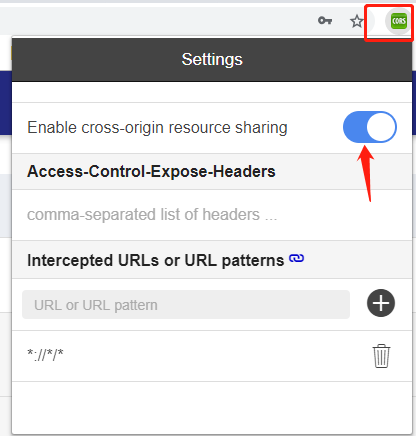 CORS
Settings
Enable cross-origin resource sharing
Access-Control-Expose-Headers
comma-separated list of headers ...
Intercepted URLs or URL patterns
URL or URL pattern
*://*/*